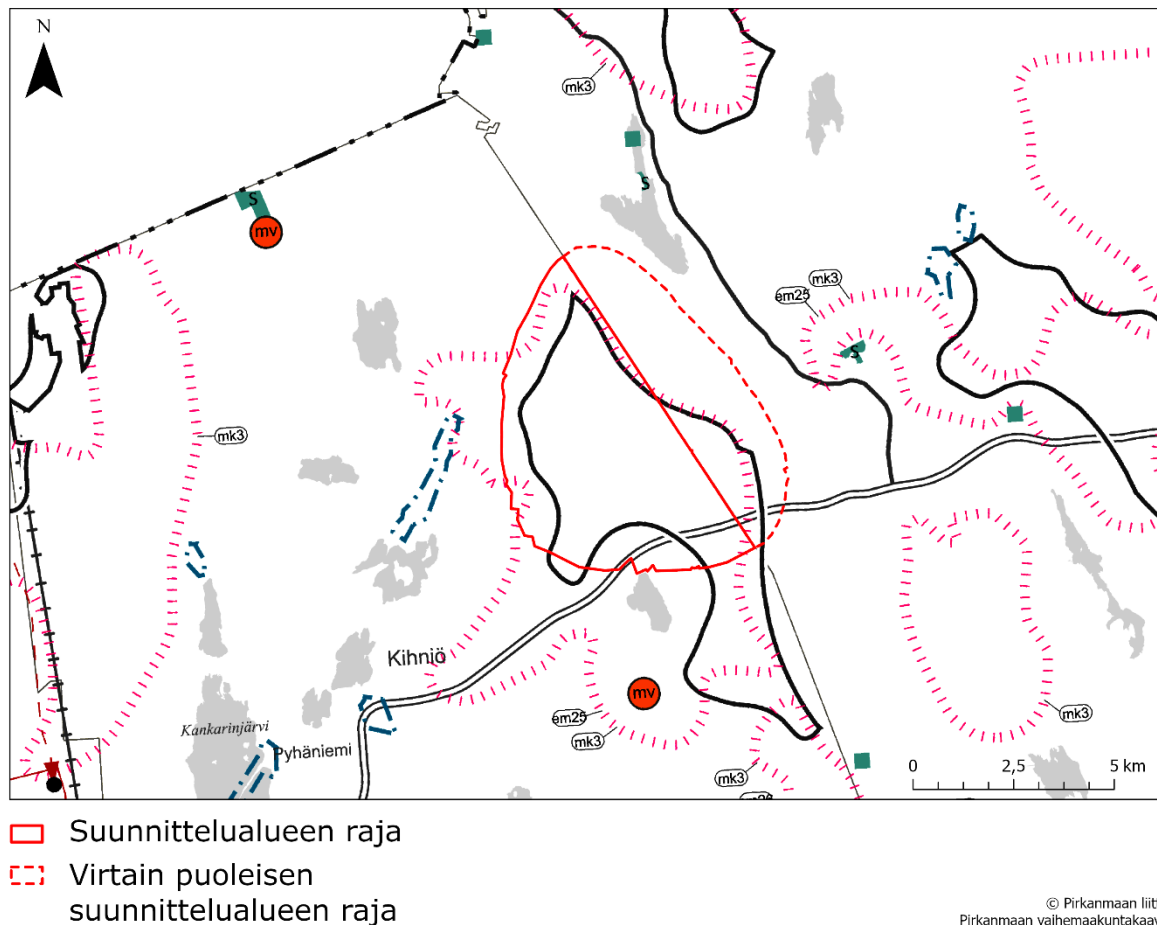 N
mk3
S
S
mv
mk3
em25
S
mk3
Kihniö
mv
Kankarinjärvi
em25
mk3
mk3
Pyhäniemi
mk3
0 2,5 5 km
Suunnittelualueen raja
Virtain puoleisen
suunnittelualueen raja
© Pirkanmaan liitt
Pirkanmaan vaihemaakuntakaav